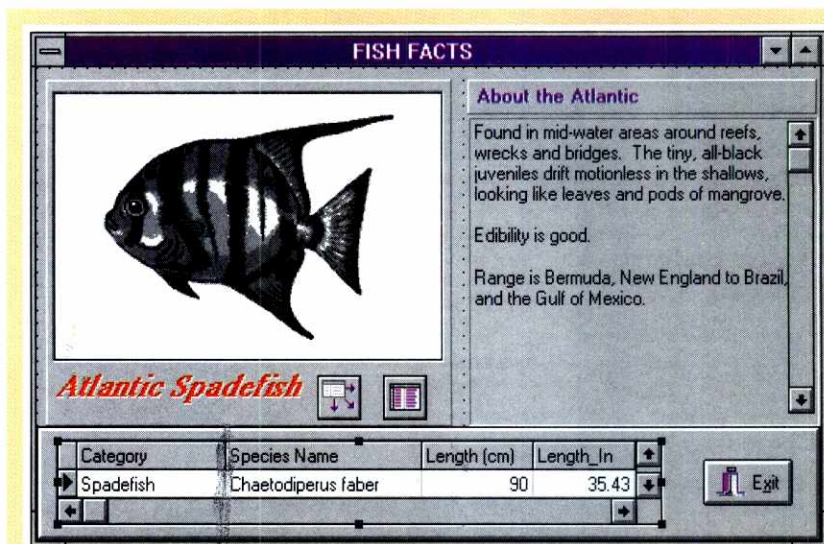 FISH FACTS
About the Atlantic
Found in mid-water areas around reefs,
wrecks and bridges. The tiny, all-black
juveniles drift motionless in the shallows,
looking like leaves and pods of mangrove.
Edibility is good.
Range is Bermuda, New England to Brazil,
and the Gulf of Mexico.
Atlantic Spadefish
Category Species Name Length (cm) Length_In
Spadefish Chaetodiperus faber 90 35.43
Exit